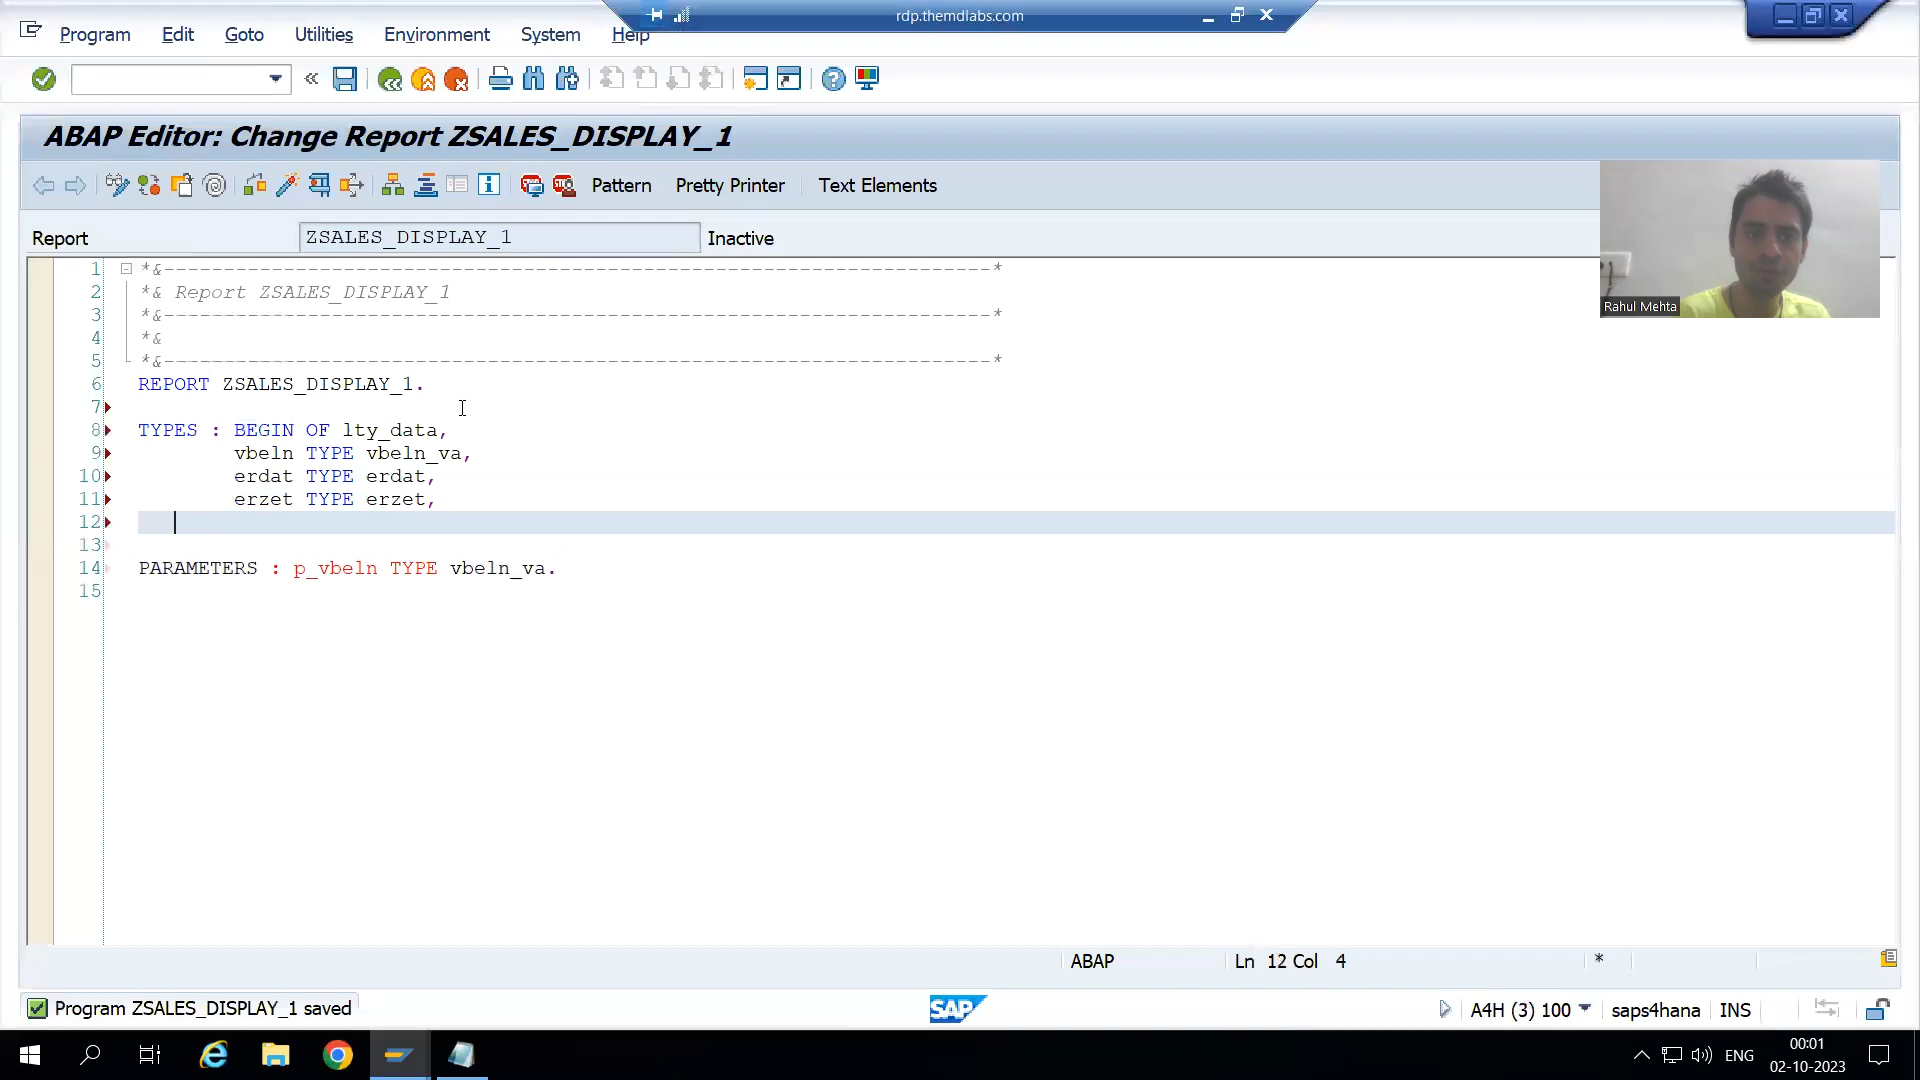 rdp.themdlabs.com
Program Edit Goto Utilities Environment System Help
ABAP Editor: Change Report ZSALES_DISPLAY_1
Pattern Pretty Printer Text Elements
Report ZSALES_DISPLAY_1 Inactive
Rahul Mehta
1 *&---------------------------------------------------------------------*
2 *& Report ZSALES_DISPLAY_1
3 *&---------------------------------------------------------------------*
4 *&
5 *&---------------------------------------------------------------------*
6 REPORT ZSALES_DISPLAY_1.
7
8 TYPES : BEGIN OF lty_data,
9 vbeln TYPE vbeln_va,
10 erdat TYPE erdat,
11 erzet TYPE erzet,
12
13
14 PARAMETERS : p_vbeln TYPE vbeln_va.
15
ABAP Ln 12 Col 4 *
Program ZSALES_DISPLAY_1 saved SAP A4H (3) 100 saps4hana INS
ENG 00:01
02-10-2023